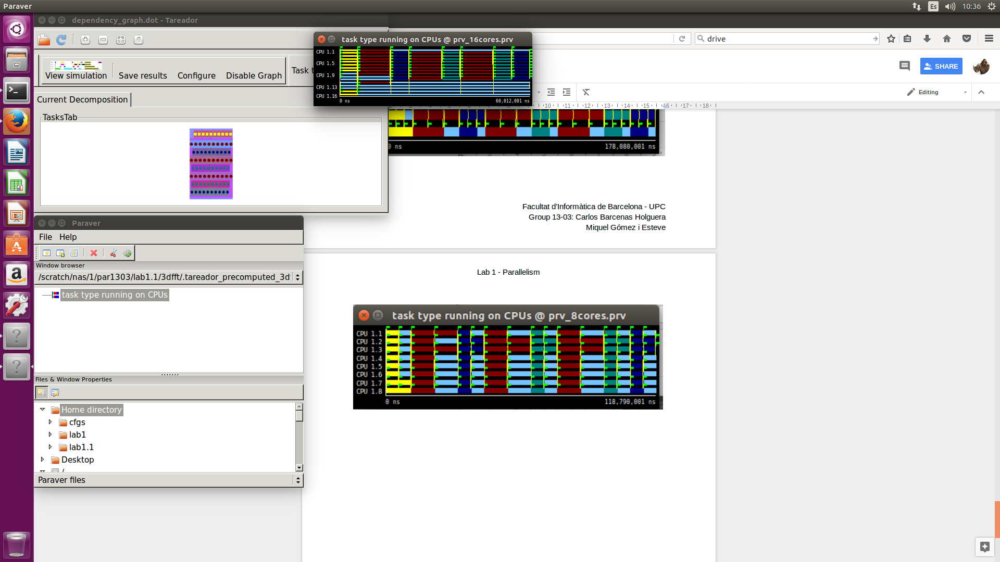 Paraver
Es
10:36
dependency_graph.dot - Tareador
View simulation
Save results
Configure
Disable Graph
Task t
Current Decomposition
TasksTab
task type running on CPUs @ prv_16cores.prv
CPU 1.1
CPU 1.5
CPU 1.9
CPU 1.13
CPU 1.16
0 ns
60,012,001 ns
drive
SHARE
Editing
9 10 11 12 13 14 15 16 17 18
0 ns
178,080,001 ns
Facultat d’Informàtica de Barcelona - UPC
Group 13-03: Carlos Barcenas Holguera
Miquel Gómez i Esteve
Lab 1 - Parallelism
task type running on CPUs @ prv_8cores.prv
CPU 1.1
CPU 1.2
CPU 1.3
CPU 1.4
CPU 1.5
CPU 1.6
CPU 1.7
CPU 1.8
0 ns
118,790,001 ns
Paraver
File Help
Window browser
/scratch/nas/1/par1303/lab1.1/3dfft/.tareador_precomputed_3d
task type running on CPUs
Files & Window Properties
Home directory
cfgs
lab1
lab1.1
Desktop
/
Paraver files